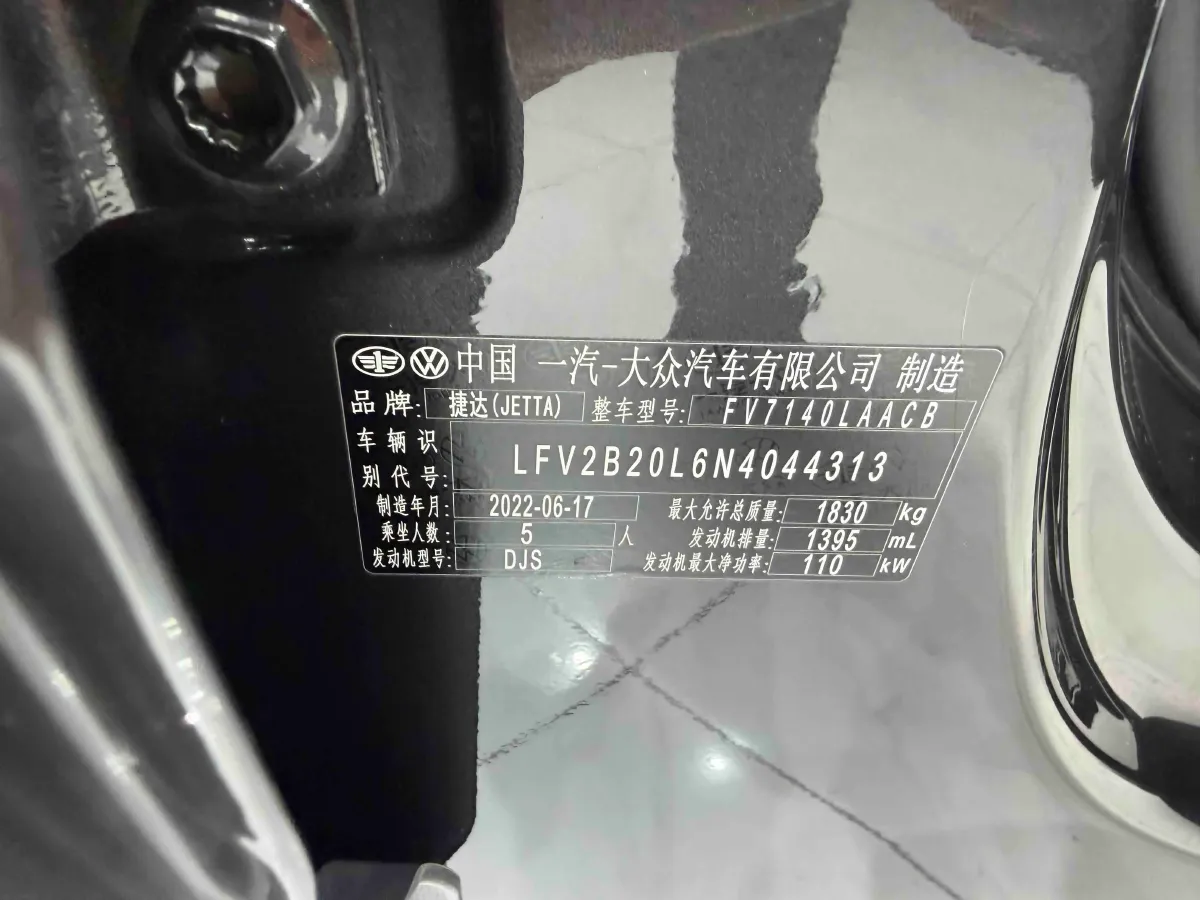 中国 一汽-大众汽车有限公司 制造
品牌: 捷达(JETTA) 整车型号: FV7140LAACB
车辆识别代号: LFV2B20L6N4044313
制造年月: 2022-06-17 最大允许总质量: 1830 kg
乘坐人数: 5 人 发动机排量: 1395 mL
发动机型号: DJS 发动机最大净功率: 110 kW